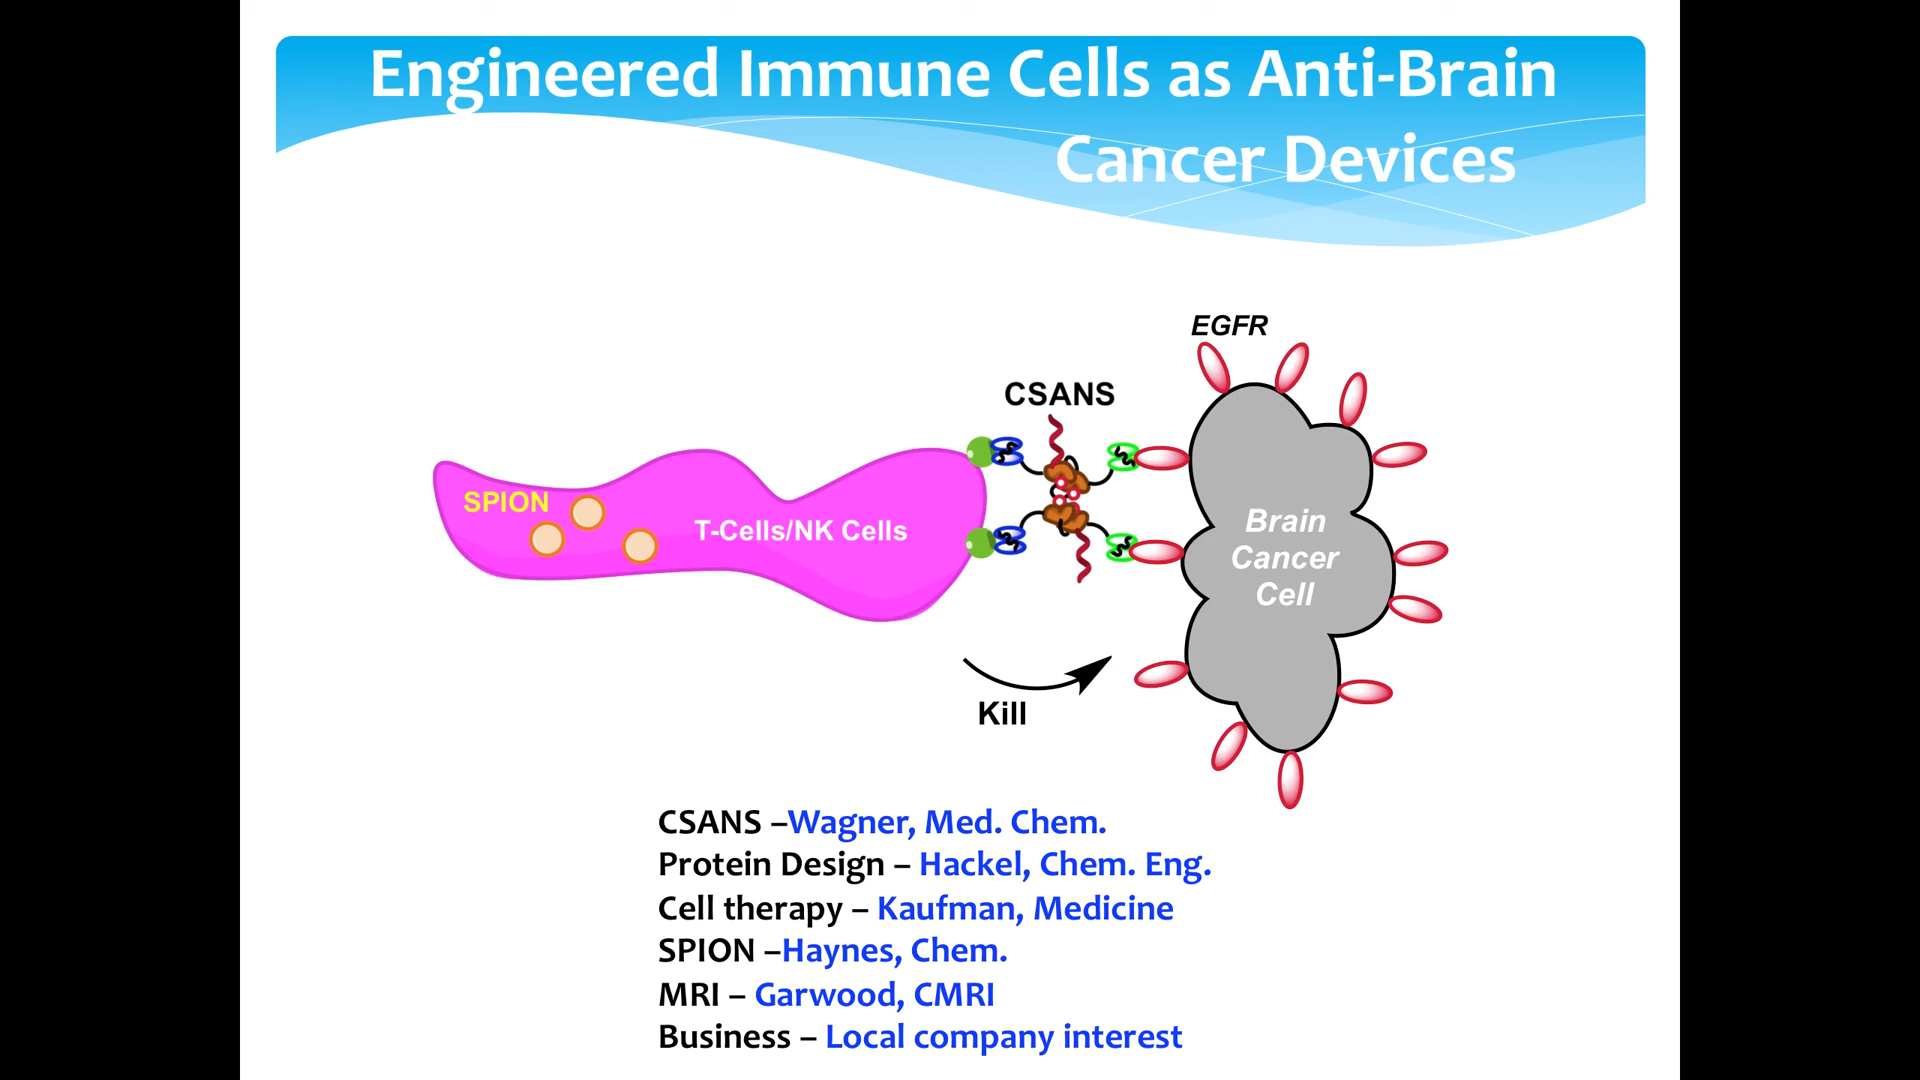 Engineered Immune Cells as Anti-Brain
Cancer Devices
EGFR
CSANS
SPION
T-Cells/NK Cells
Brain
Cancer
Cell
Kill
CSANS –Wagner, Med. Chem.
Protein Design – Hackel, Chem. Eng.
Cell therapy – Kaufman, Medicine
SPION –Haynes, Chem.
MRI – Garwood, CMRI
Business – Local company interest